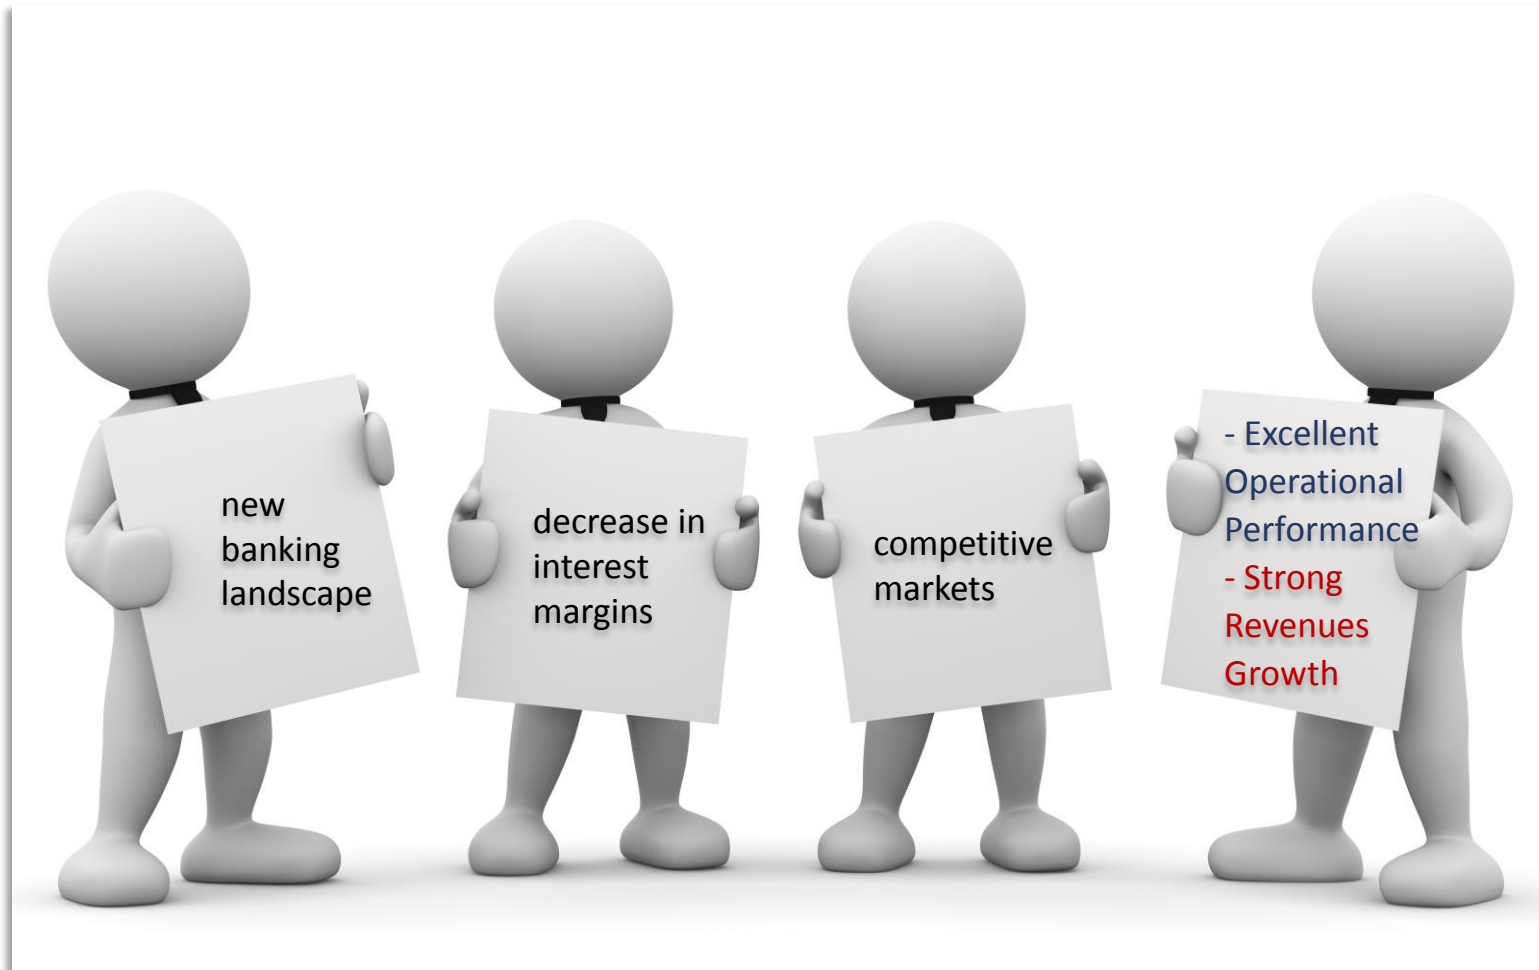 new
banking
landscape
decrease in
interest
margins
competitive
markets
- Excellent
Operational
Performance
- Strong
Revenues
Growth